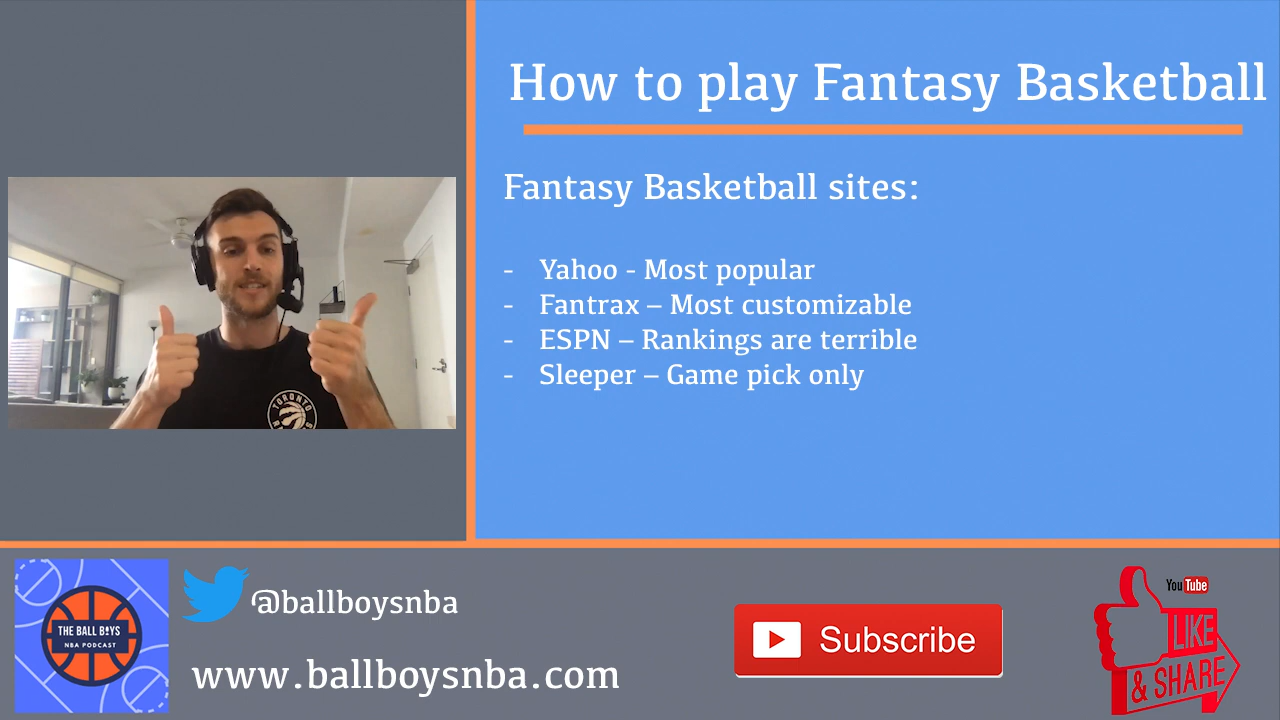 How to play Fantasy Basketball
Fantasy Basketball sites:
- Yahoo - Most popular
- Fantrax – Most customizable
- ESPN – Rankings are terrible
- Sleeper – Game pick only
TORONTO
THE BALL BOYS
NBA PODCAST
@ballboysnba
www.ballboysnba.com
Subscribe
YouTube
LIKE
& SHARE